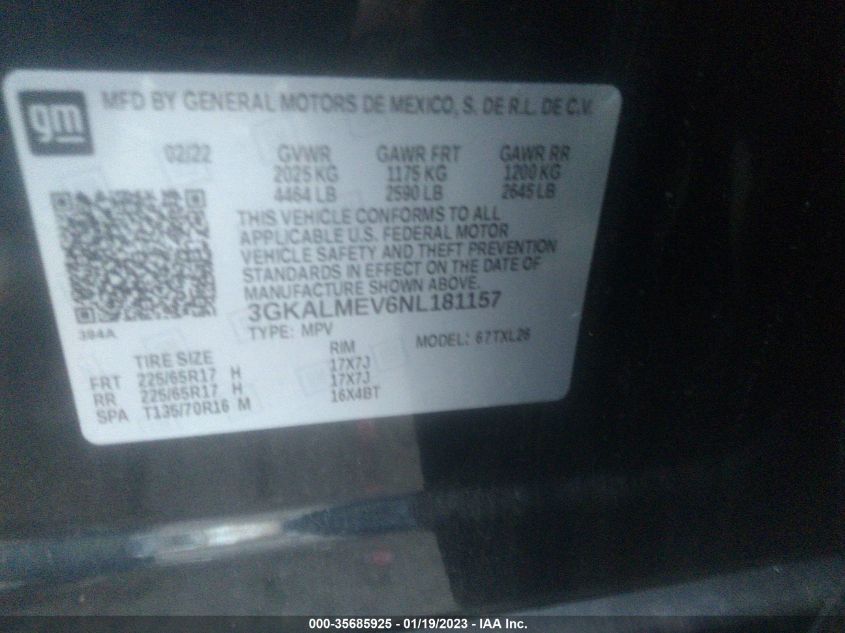 gm
MFD BY GENERAL MOTORS DE MEXICO, S. DE R.L. DE C.V.
02/22 GVWR GAWR FRT GAWR RR
2025 KG 1175 KG 1200 KG
4464 LB 2590 LB 2645 LB
THIS VEHICLE CONFORMS TO ALL
APPLICABLE U.S. FEDERAL MOTOR
VEHICLE SAFETY AND THEFT PREVENTION
STANDARDS IN EFFECT ON THE DATE OF
MANUFACTURE SHOWN ABOVE.
3GKALMEV6NL181157
394A TYPE: MPV MODEL: 67TXL26
TIRE SIZE RIM
FRT 225/65R17 H 17X7J
RR 225/65R17 H 17X7J
SPA T135/70R16 M 16X4BT
000-35685925 - 01/19/2023 - IAA Inc.